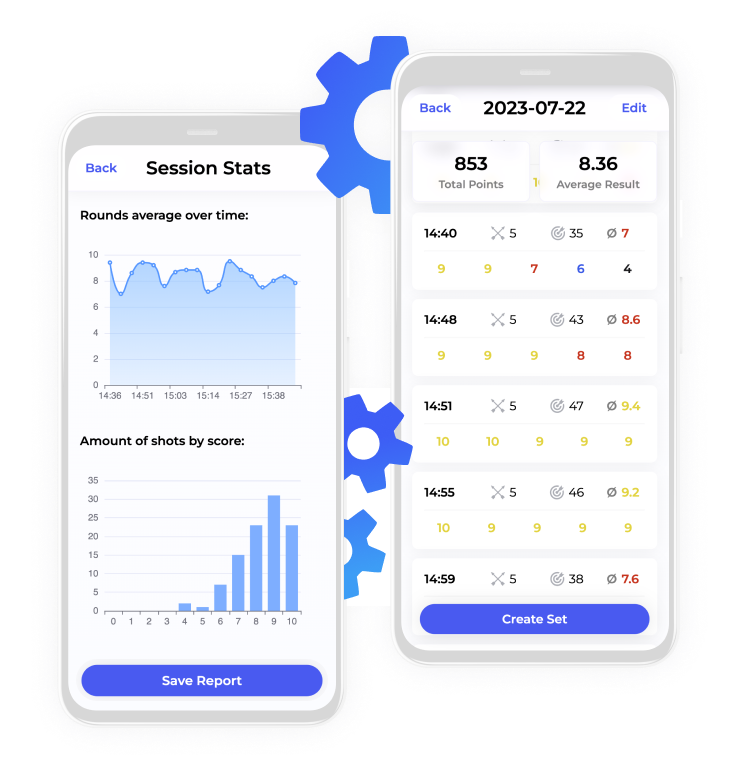 Back Session Stats
Rounds average over time:
10
8
6
4
2
0
14:36 14:51 15:03 15:14 15:27 15:38
Amount of shots by score:
35
30
25
20
15
10
5
0
0 1 2 3 4 5 6 7 8 9 10
Save Report
Back 2023-07-22 Edit
853 8.36
Total Points Average Result
14:40 5 35 Ø 7
9 9 7 6 4
14:48 5 43 Ø 8.6
9 9 9 8 8
14:51 5 47 Ø 9.4
10 10 9 9 9
14:55 5 46 Ø 9.2
10 9 9 9 9
14:59 5 38 Ø 7.6
Create Set